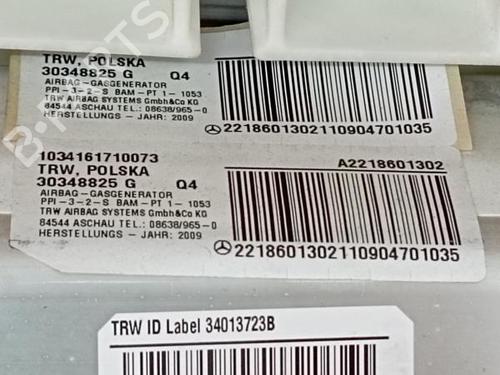 TRW, POLSKA
30348825 G Q4
AIRBAG-GASGENERATOR
PPI-3-2-S BAM-PT 1-1053
TRW AIRBAG SYSTEMS GmbH&Co KG
84544 ASCHAU TEL.: 08638/965-0
HERSTELLUNGS - JAHR: 2009
2218601302110904701035
1034161710073 A2218601302
TRW, POLSKA
30348825 G Q4
AIRBAG-GASGENERATOR
PPI-3-2-S BAM-PT 1-1053
TRW AIRBAG SYSTEMS GmbH&Co KG
84544 ASCHAU TEL.: 08638/965-0
HERSTELLUNGS - JAHR: 2009
2218601302110904701035
TRW ID Label 34013723B
B-PARTS